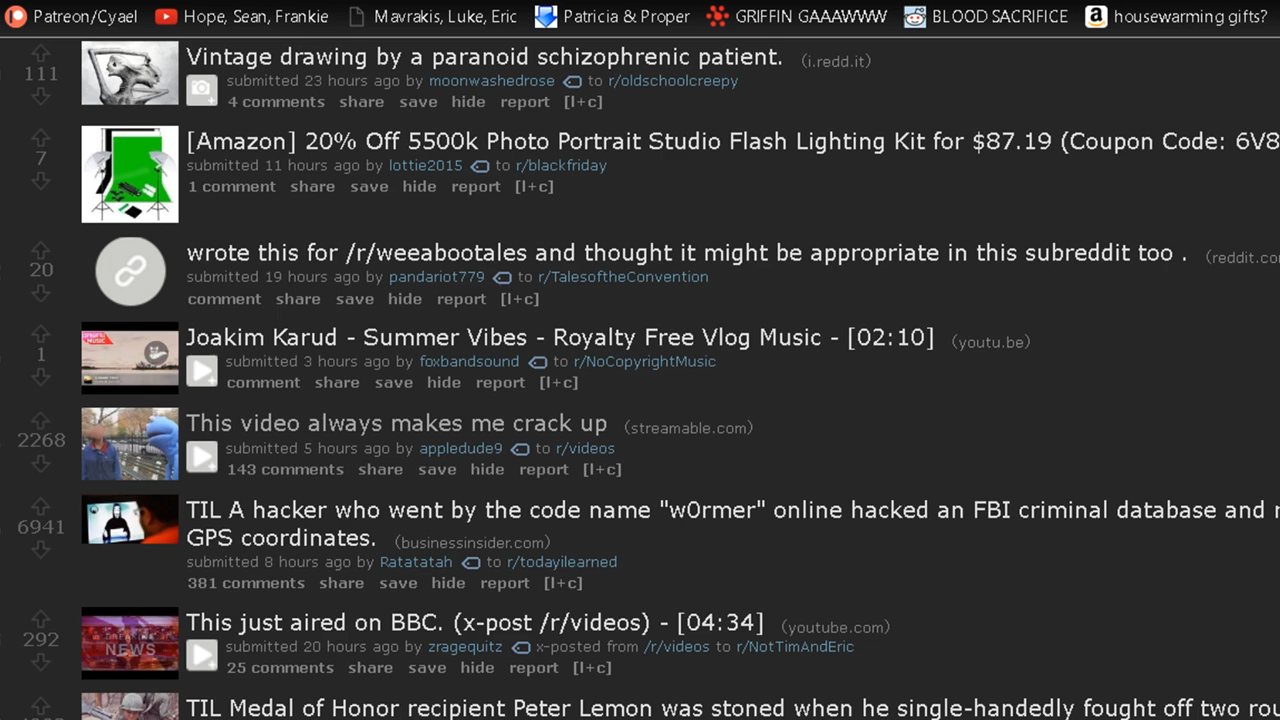 Patreon/Cyael Hope, Sean, Frankie Mavrakis, Luke, Eric Patricia & Proper GRIFFIN GAAAWWW BLOOD SACRIFICE housewarming gifts?
111
Vintage drawing by a paranoid schizophrenic patient. (i.redd.it)
submitted 23 hours ago by moonwashedrose to r/oldschoolcreepy
4 comments share save hide report [l+c]
7
[Amazon] 20% Off 5500k Photo Portrait Studio Flash Lighting Kit for $87.19 (Coupon Code: 6V8
submitted 11 hours ago by lottie2015 to r/blackfriday
1 comment share save hide report [l+c]
20
wrote this for /r/weeabootales and thought it might be appropriate in this subreddit too . (reddit.co
submitted 19 hours ago by pandariot779 to r/TalesoftheConvention
comment share save hide report [l+c]
1
Joakim Karud - Summer Vibes - Royalty Free Vlog Music - [02:10] (youtu.be)
submitted 3 hours ago by foxbandsound to r/NoCopyrightMusic
comment share save hide report [l+c]
2268
This video always makes me crack up (streamable.com)
submitted 5 hours ago by appledude9 to r/videos
143 comments share save hide report [l+c]
6941
TIL A hacker who went by the code name "w0rmer" online hacked an FBI criminal database and
GPS coordinates. (businessinsider.com)
submitted 8 hours ago by Ratatatah to r/todayilearned
381 comments share save hide report [l+c]
292
BREAKING
NEWS
This just aired on BBC. (x-post /r/videos) - [04:34] (youtube.com)
submitted 20 hours ago by zragequitz x-posted from /r/videos to r/NotTimAndEric
25 comments share save hide report [l+c]
TIL Medal of Honor recipient Peter Lemon was stoned when he single-handedly fought off two rou